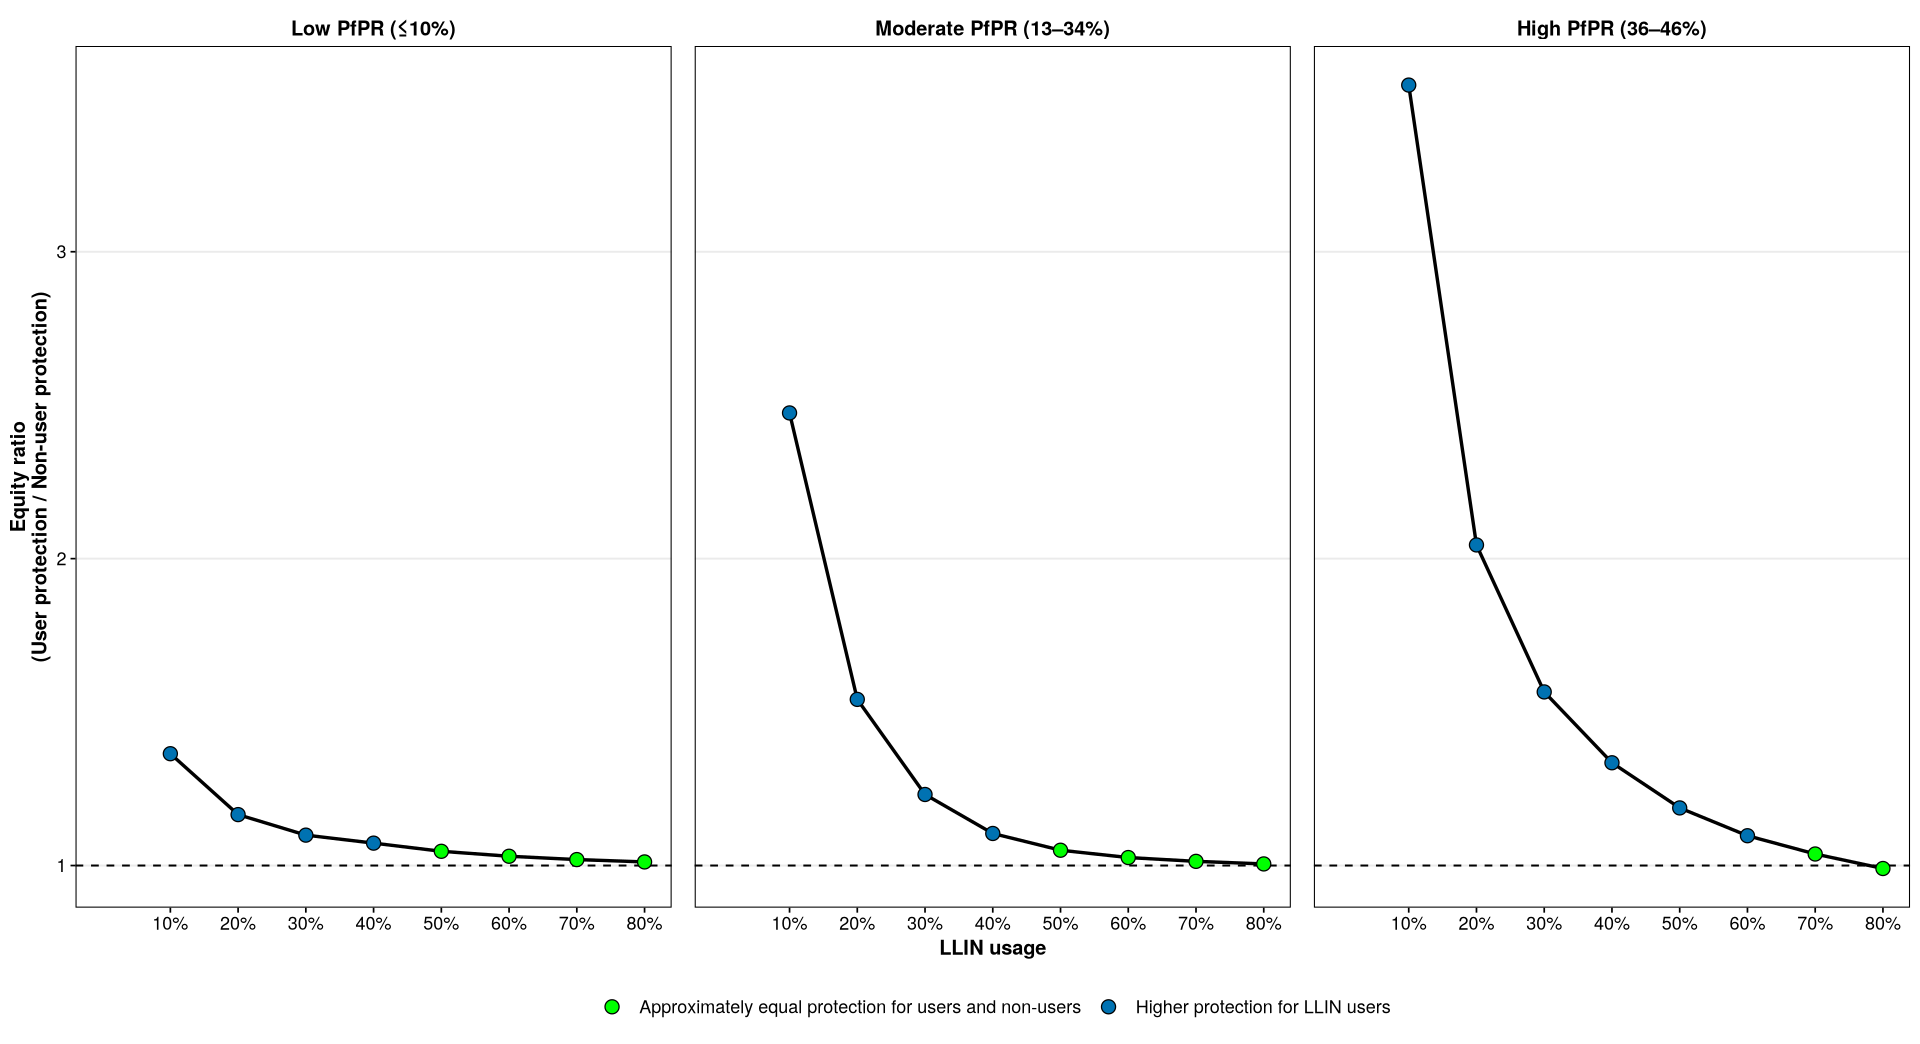 Low PfPR (≤10%)
Moderate PfPR (13–34%)
High PfPR (36–46%)
Equity ratio
(User protection / Non-user protection)
3
2
1
10% 20% 30% 40% 50% 60% 70% 80%
10% 20% 30% 40% 50% 60% 70% 80%
10% 20% 30% 40% 50% 60% 70% 80%
LLIN usage
Approximately equal protection for users and non-users
Higher protection for LLIN users